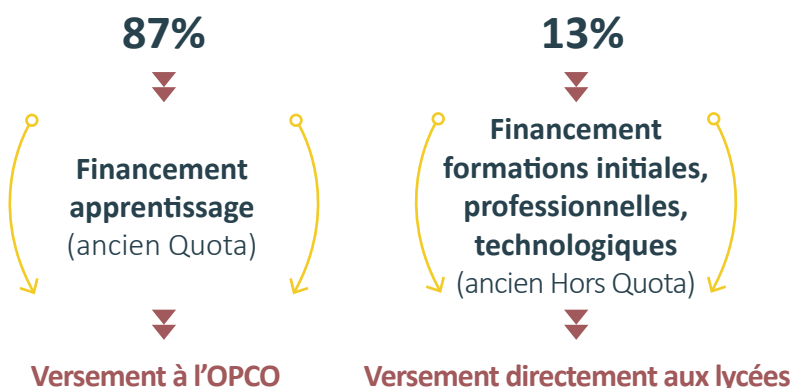 87%
Financement
apprentissage
(ancien Quota)
Versement à l'OPCO
13%
Financement
formations initiales,
professionnelles,
technologiques
(ancien Hors Quota)
Versement directement aux lycées